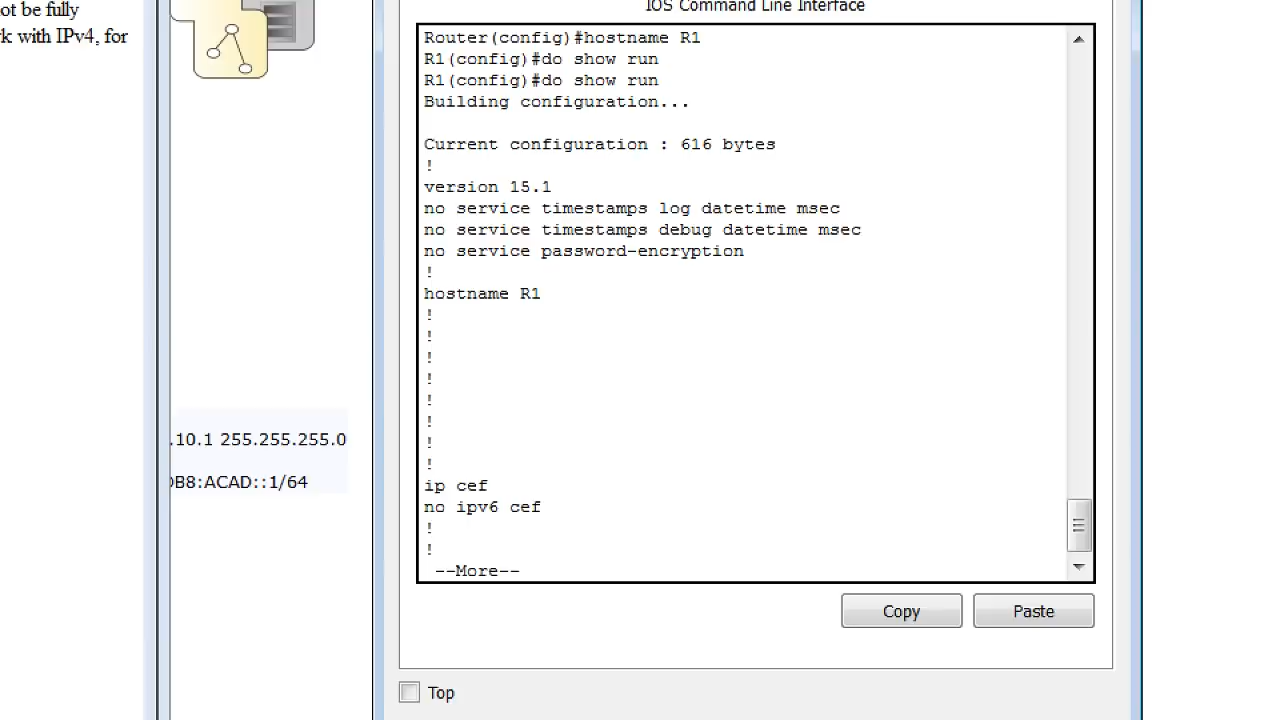 ot be fully
k with IPv4, for
IOS Command Line Interface
Router(config)#hostname R1
R1(config)#do show run
R1(config)#do show run
Building configuration...
Current configuration : 616 bytes
!
version 15.1
no service timestamps log datetime msec
no service timestamps debug datetime msec
no service password-encryption
!
hostname R1
!
!
!
!
!
!
!
!
ip cef
no ipv6 cef
!
!
--More--
.10.1 255.255.255.0
DB8:ACAD::1/64
Copy
Paste
Top